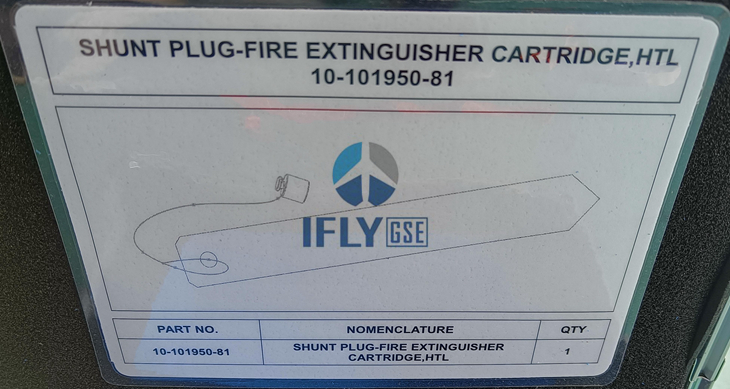 SHUNT PLUG-FIRE EXTINGUISHER CARTRIDGE,HTL
10-101950-81
IFLY GSE
PART NO. NOMENCLATURE QTY
10-101950-81 SHUNT PLUG-FIRE EXTINGUISHER CARTRIDGE,HTL 1